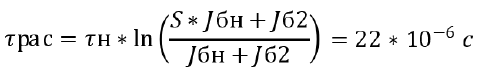 τрас = τн * ln (S * Jбн + Jб2 / Jбн + Jб2) = 22 * 10⁻⁶ с